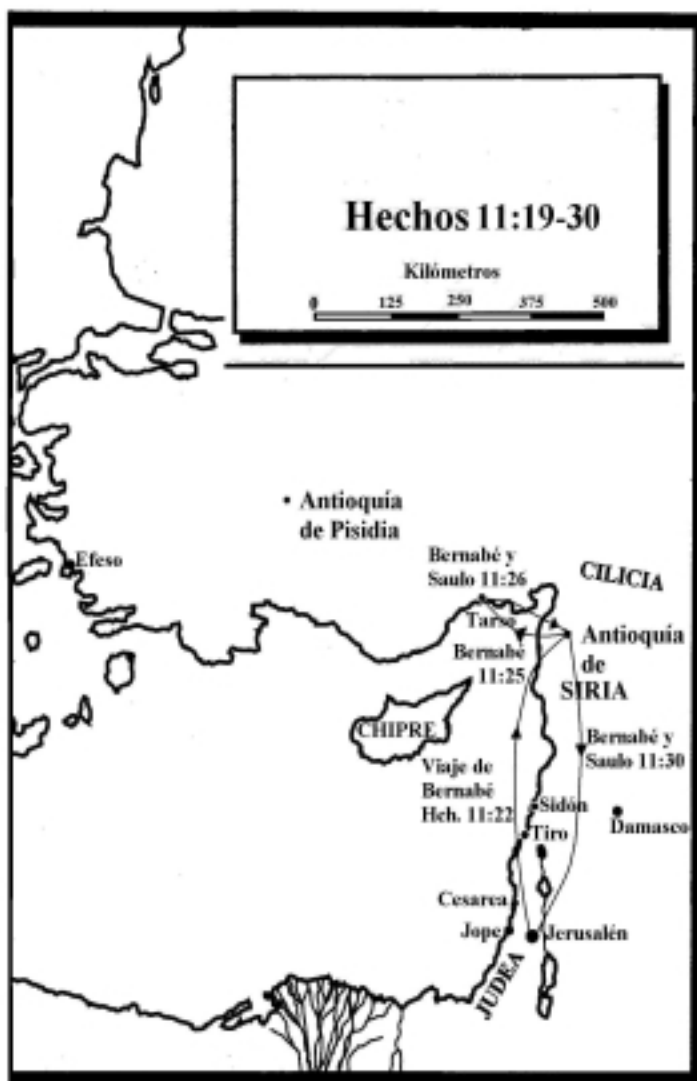 Hechos 11:19-30
Kilómetros
0 125 250 375 500
Antioquía
de Pisidia
Efeso
Bernabé y
Saulo 11:26
CILICIA
Tarso
Antioquía
de
SIRIA
Bernabé
11:25
CHIPRE
Bernabé y
Saulo 11:30
Viaje de
Bernabé
Hch. 11:22
Sidón
Damasco
Tiro
Cesarea
Jope
Jerusalén
JUDEA